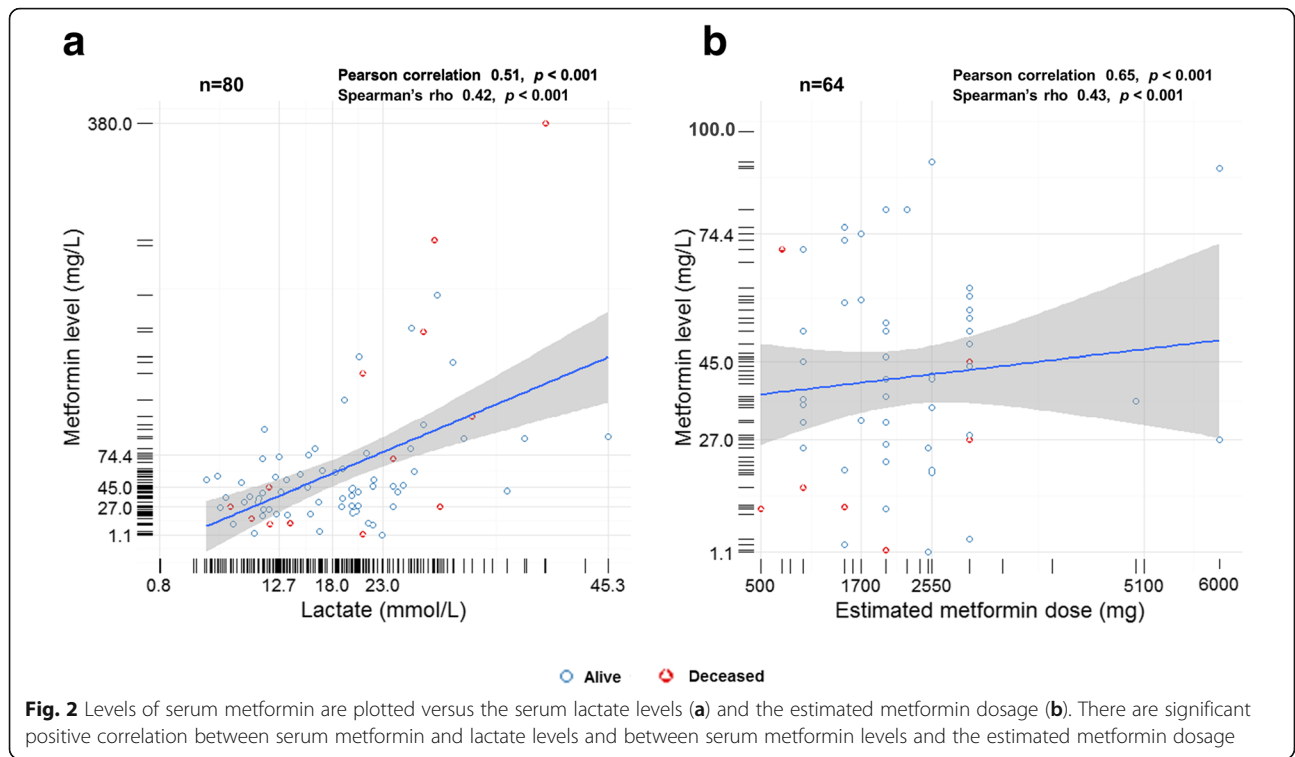 a
n=80
Pearson correlation 0.51, p < 0.001
Spearman's rho 0.42, p < 0.001
Metformin level (mg/L)
380.0
74.4
45.0
27.0
1.1
0.8 12.7 18.0 23.0 45.3
Lactate (mmol/L)
b
n=64
Pearson correlation 0.65, p < 0.001
Spearman's rho 0.43, p < 0.001
Metformin level (mg/L)
100.0
74.4
45.0
27.0
1.1
500 1700 2550 5100 6000
Estimated metformin dose (mg)
Alive Deceased
Fig. 2 Levels of serum metformin are plotted versus the serum lactate levels (a) and the estimated metformin dosage (b). There are significant
positive correlation between serum metformin and lactate levels and between serum metformin levels and the estimated metformin dosage